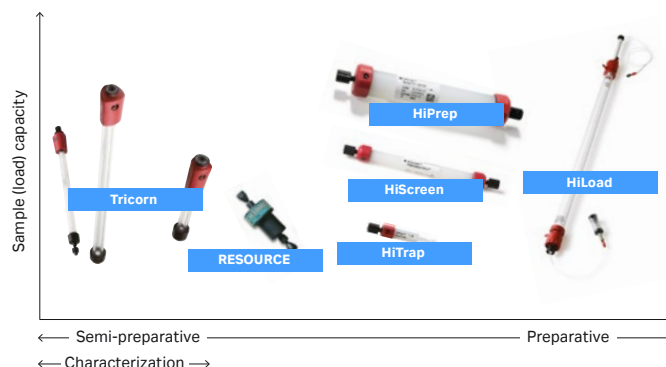 Sample (load) capacity
HiPrep
Tricorn
HiScreen
HiLoad
RESOURCE
HiTrap
Semi-preparative
Preparative
Characterization